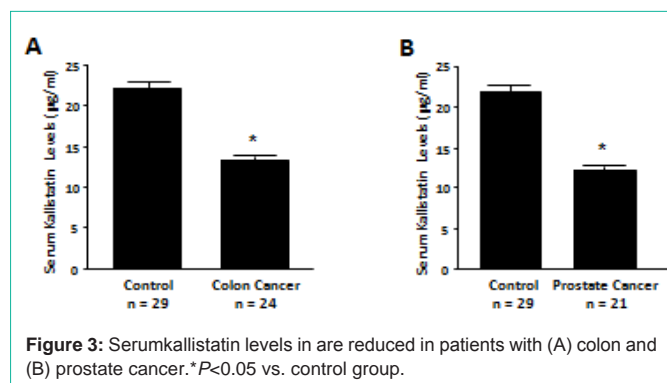 A
Serum Kallistatin Levels (µg/ml)
25
20
15
10
5
0
*
Control
n = 29
Colon Cancer
n = 24
B
Serum Kallistatin Levels (µg/ml)
25
20
15
10
5
0
*
Control
n = 29
Prostate Cancer
n = 21
Figure 3: Serumkallistatin levels in are reduced in patients with (A) colon and
(B) prostate cancer.*P<0.05 vs. control group.